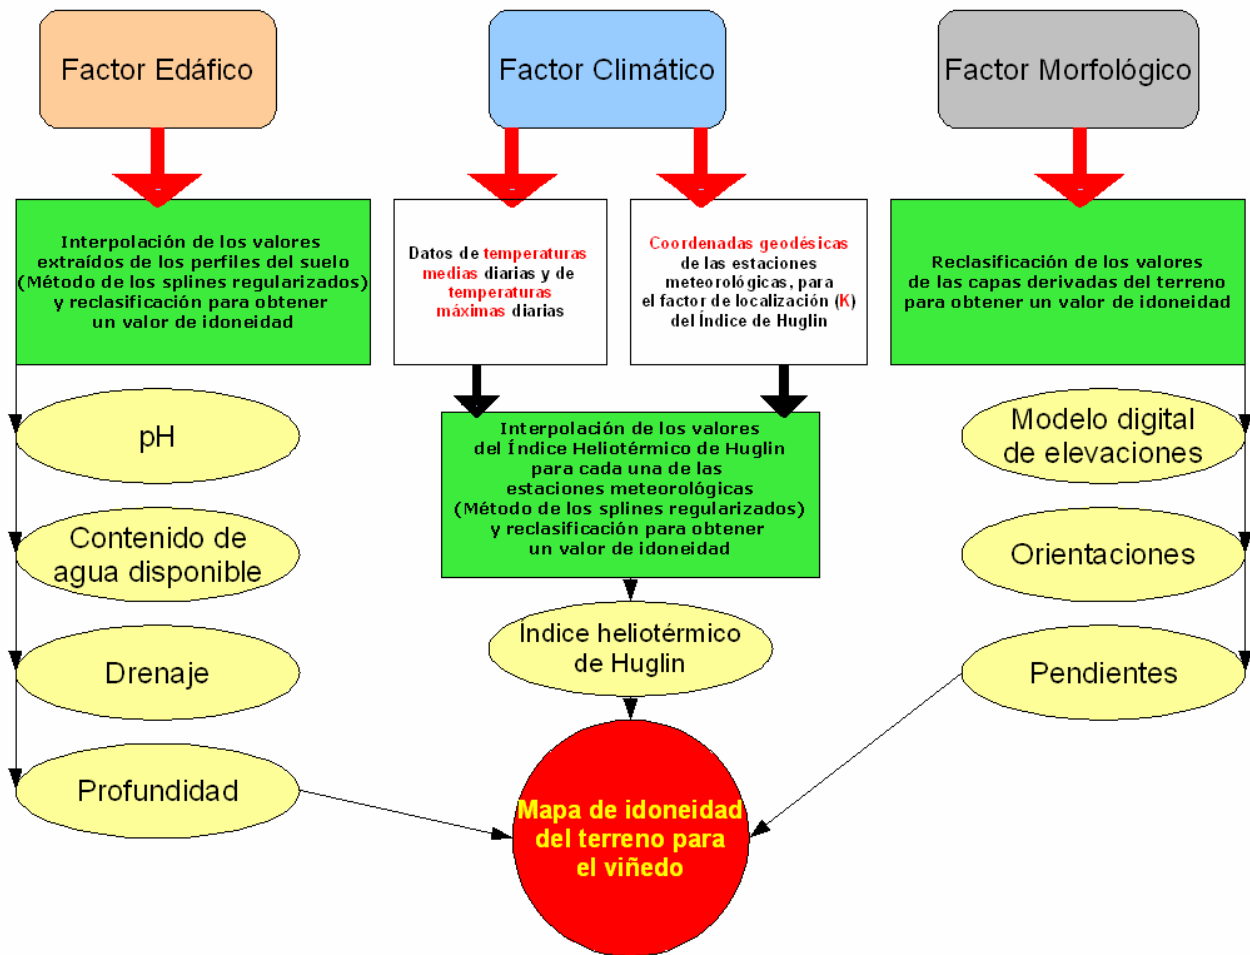 Factor Edáfico
Factor Climático
Factor Morfológico
Interpolación de los valores
extraídos de los perfiles del suelo
(Método de los splines regularizados)
y reclasificación para obtener
un valor de idoneidad
Datos de temperaturas
medias diarias y de
temperaturas
máximas diarias
Coordenadas geodésicas
de las estaciones
meteorológicas, para
el factor de localización (K)
del Índice de Huglin
Reclasificación de los valores
de las capas derivadas del terreno
para obtener un valor de idoneidad
pH
Contenido de
agua disponible
Drenaje
Profundidad
Interpolación de los valores
del Índice Heliotérmico de Huglin
para cada una de las
estaciones meteorológicas
(Método de los splines regularizados)
y reclasificación para obtener
un valor de idoneidad
Índice heliotérmico
de Huglin
Modelo digital
de elevaciones
Orientaciones
Pendientes
Mapa de idoneidad
del terreno para
el viñedo